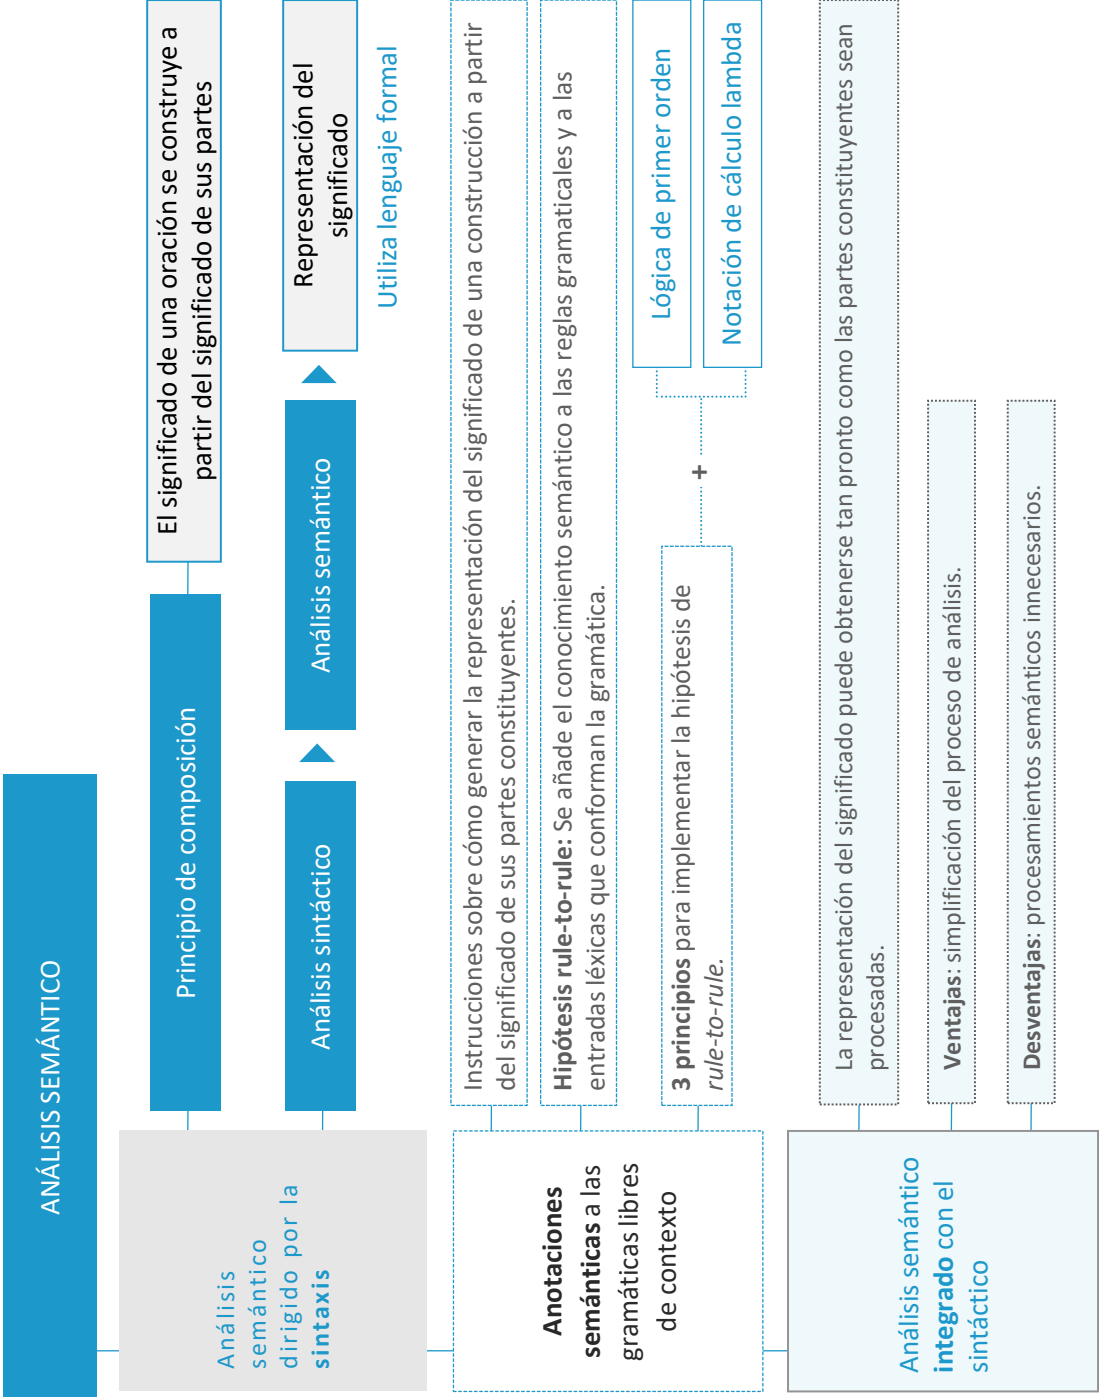 ANÁLISIS SEMÁNTICO
Análisis
semántico
dirigido por la
sintaxis
Principio de composición
El significado de una oración se construye a
partir del significado de sus partes
Análisis sintáctico
Análisis semántico
Representación del
significado
Utiliza lenguaje formal
Anotaciones
semánticas a las
gramáticas libres
de contexto
Instrucciones sobre cómo generar la representación del significado de una construcción a partir
del significado de sus partes constituyentes.
Hipótesis rule-to-rule: Se añade el conocimiento semántico a las reglas gramaticales y a las
entradas léxicas que conforman la gramática.
3 principios para implementar la hipótesis de
rule-to-rule.
+
Lógica de primer orden
Notación de cálculo lambda
Análisis semántico
integrado con el
sintáctico
La representación del significado puede obtenerse tan pronto como las partes constituyentes sean
procesadas.
Ventajas: simplificación del proceso de análisis.
Desventajas: procesamientos semánticos innecesarios.